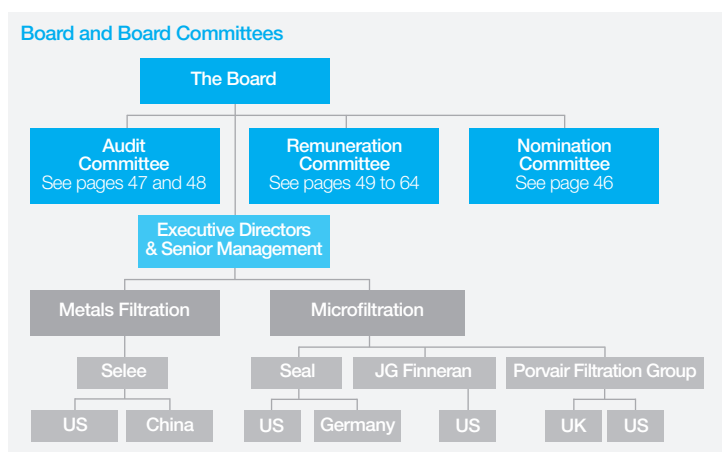 Board and Board Committees
The Board
Audit
Committee
See pages 47 and 48
Remuneration
Committee
See pages 49 to 64
Nomination
Committee
See page 46
Executive Directors
& Senior Management
Metals Filtration
Microfiltration
Selee
Seal
JG Finneran
Porvair Filtration Group
US
China
US
Germany
US
UK
US